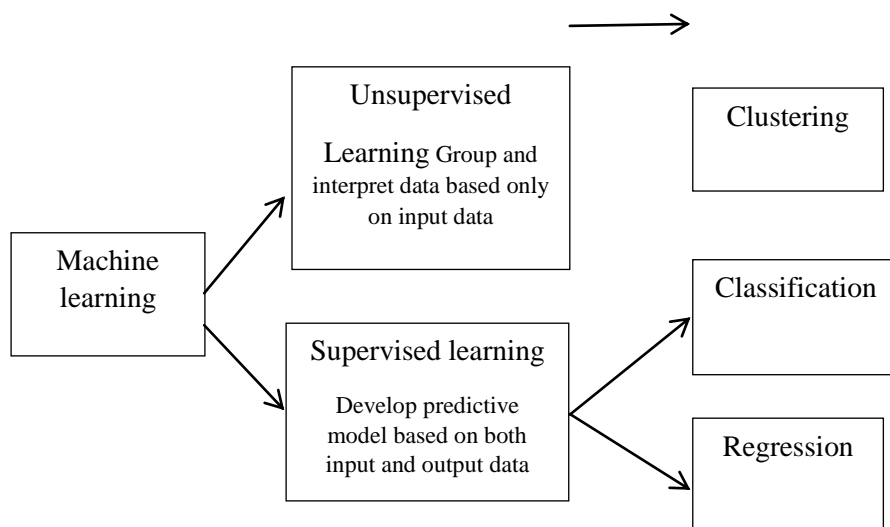 Machine
learning
Unsupervised
Learning Group and
interpret data based only
on input data
Supervised learning
Develop predictive
model based on both
input and output data
Clustering
Classification
Regression